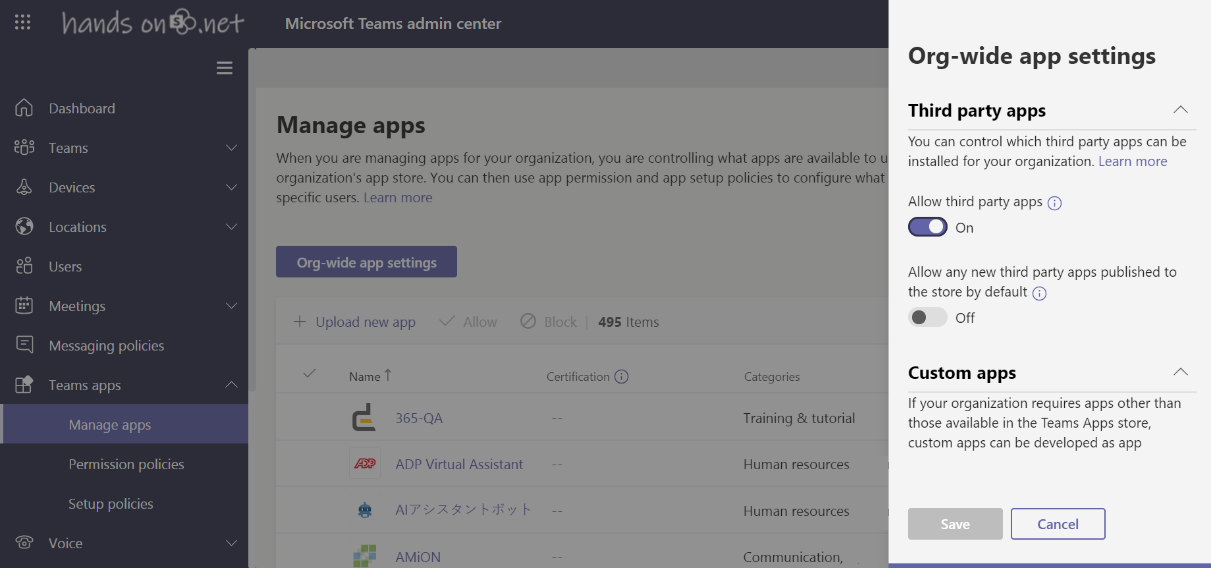 hands on S .net
Microsoft Teams admin center
Dashboard
Teams
Devices
Locations
Users
Meetings
Messaging policies
Teams apps
Manage apps
Permission policies
Setup policies
Voice
Manage apps
When you are managing apps for your organization, you are controlling what apps are available to u
organization's app store. You can then use app permission and app setup policies to configure what
specific users. Learn more
Org-wide app settings
Upload new app Allow Block 495 Items
Name ↑ Certification Categories
365-QA -- Training & tutorial
ADP ADP Virtual Assistant -- Human resources
AIアシスタントボット -- Human resources
AMiON -- Communication,
Org-wide app settings
Third party apps
You can control which third party apps can be
installed for your organization. Learn more
Allow third party apps
On
Allow any new third party apps published to
the store by default
Off
Custom apps
If your organization requires apps other than
those available in the Teams Apps store,
custom apps can be developed as app
Save Cancel